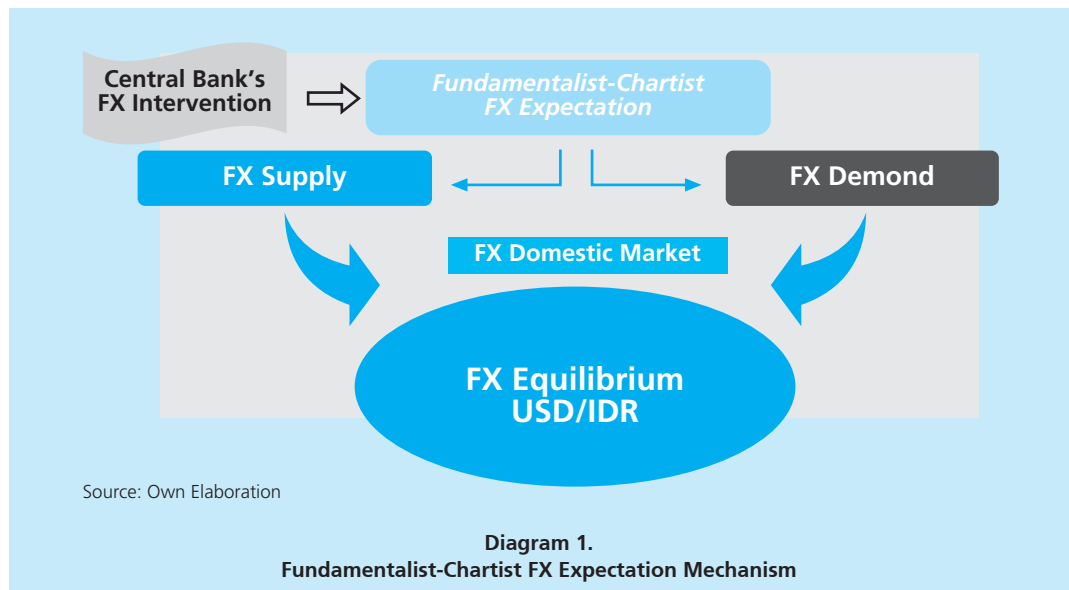 Central Bank's
FX Intervention
Fundamentalist-Chartist
FX Expectation
FX Supply
FX Demond
FX Domestic Market
FX Equilibrium
USD/IDR
Source: Own Elaboration
Diagram 1.
Fundamentalist-Chartist FX Expectation Mechanism